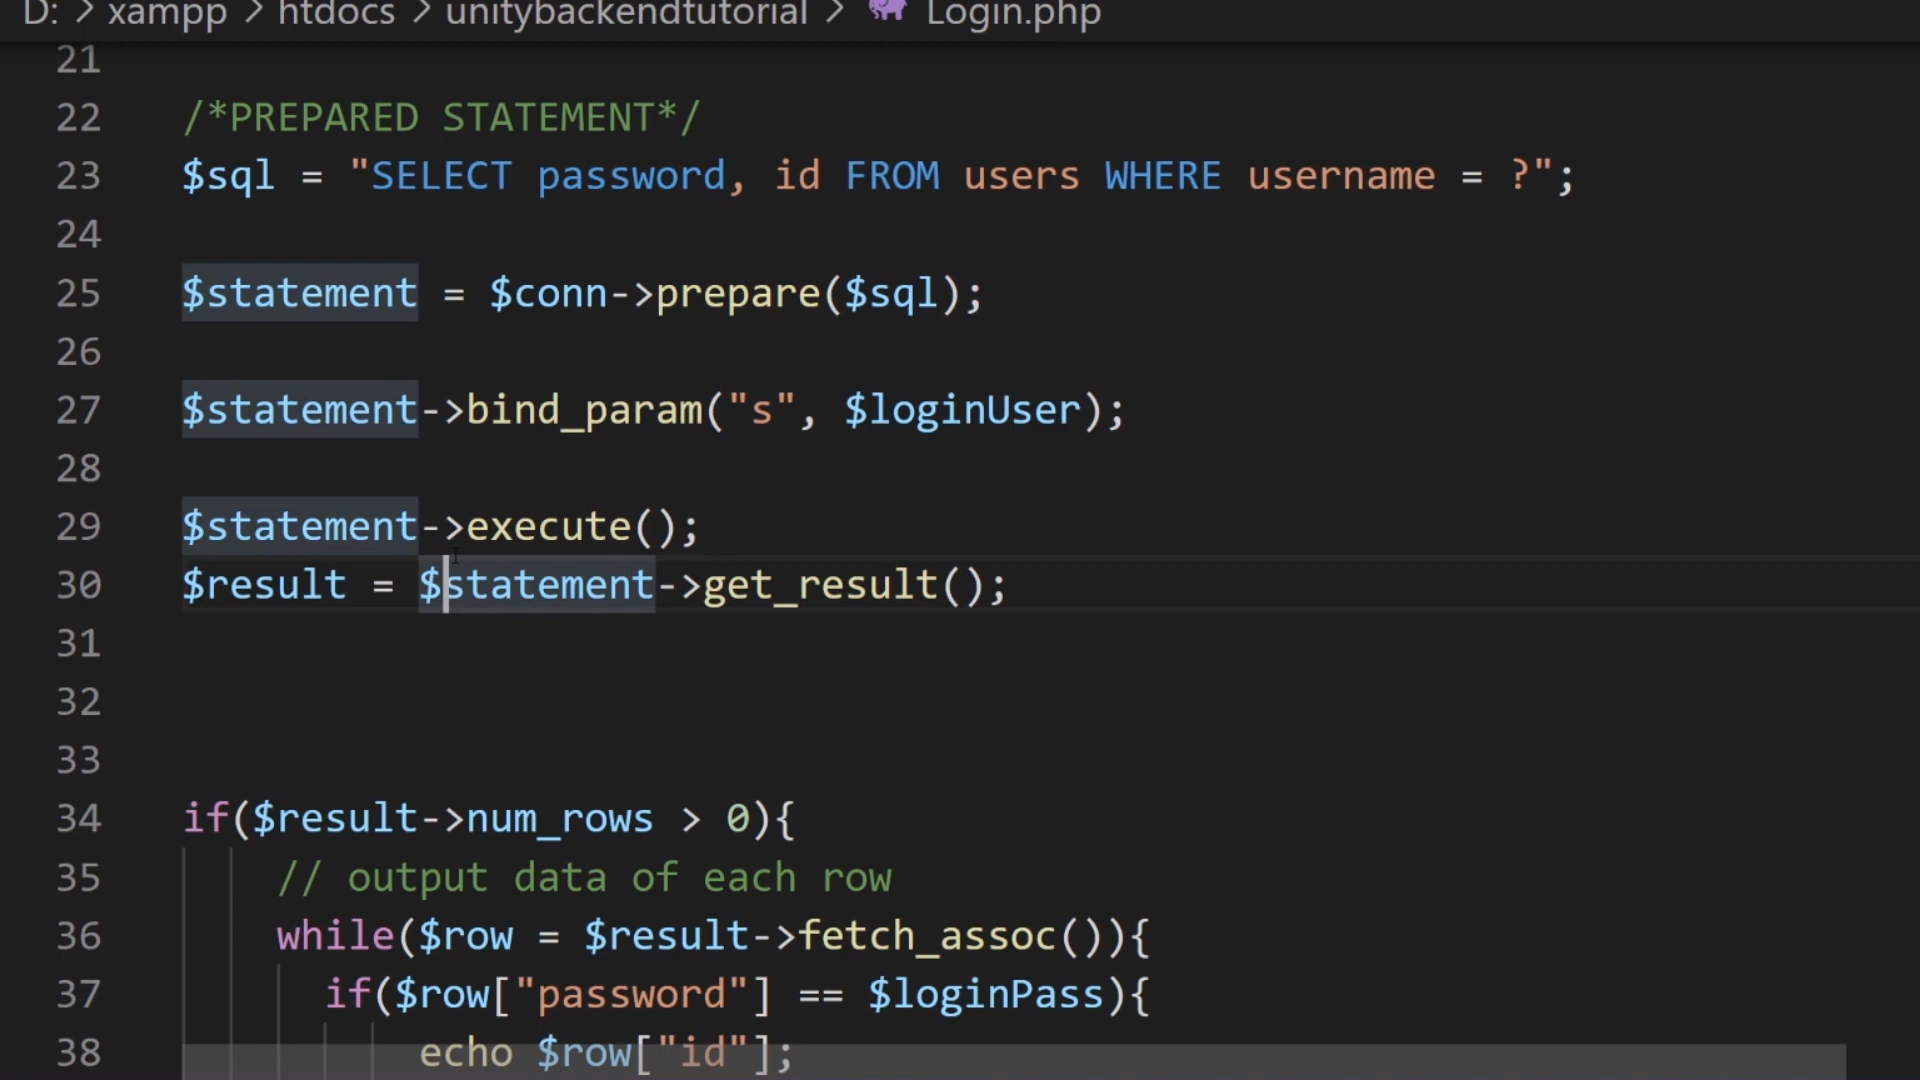 D: > xampp > htdocs > unitybackendtutorial > Login.php
21
22 /*PREPARED STATEMENT*/
23 $sql = "SELECT password, id FROM users WHERE username = ?";
24
25 $statement = $conn->prepare($sql);
26
27 $statement->bind_param("s", $loginUser);
28
29 $statement->execute();
30 $result = $statement->get_result();
31
32
33
34 if($result->num_rows > 0){
35 // output data of each row
36 while($row = $result->fetch_assoc()){
37 if($row["password"] == $loginPass){
38 echo $row["id"];